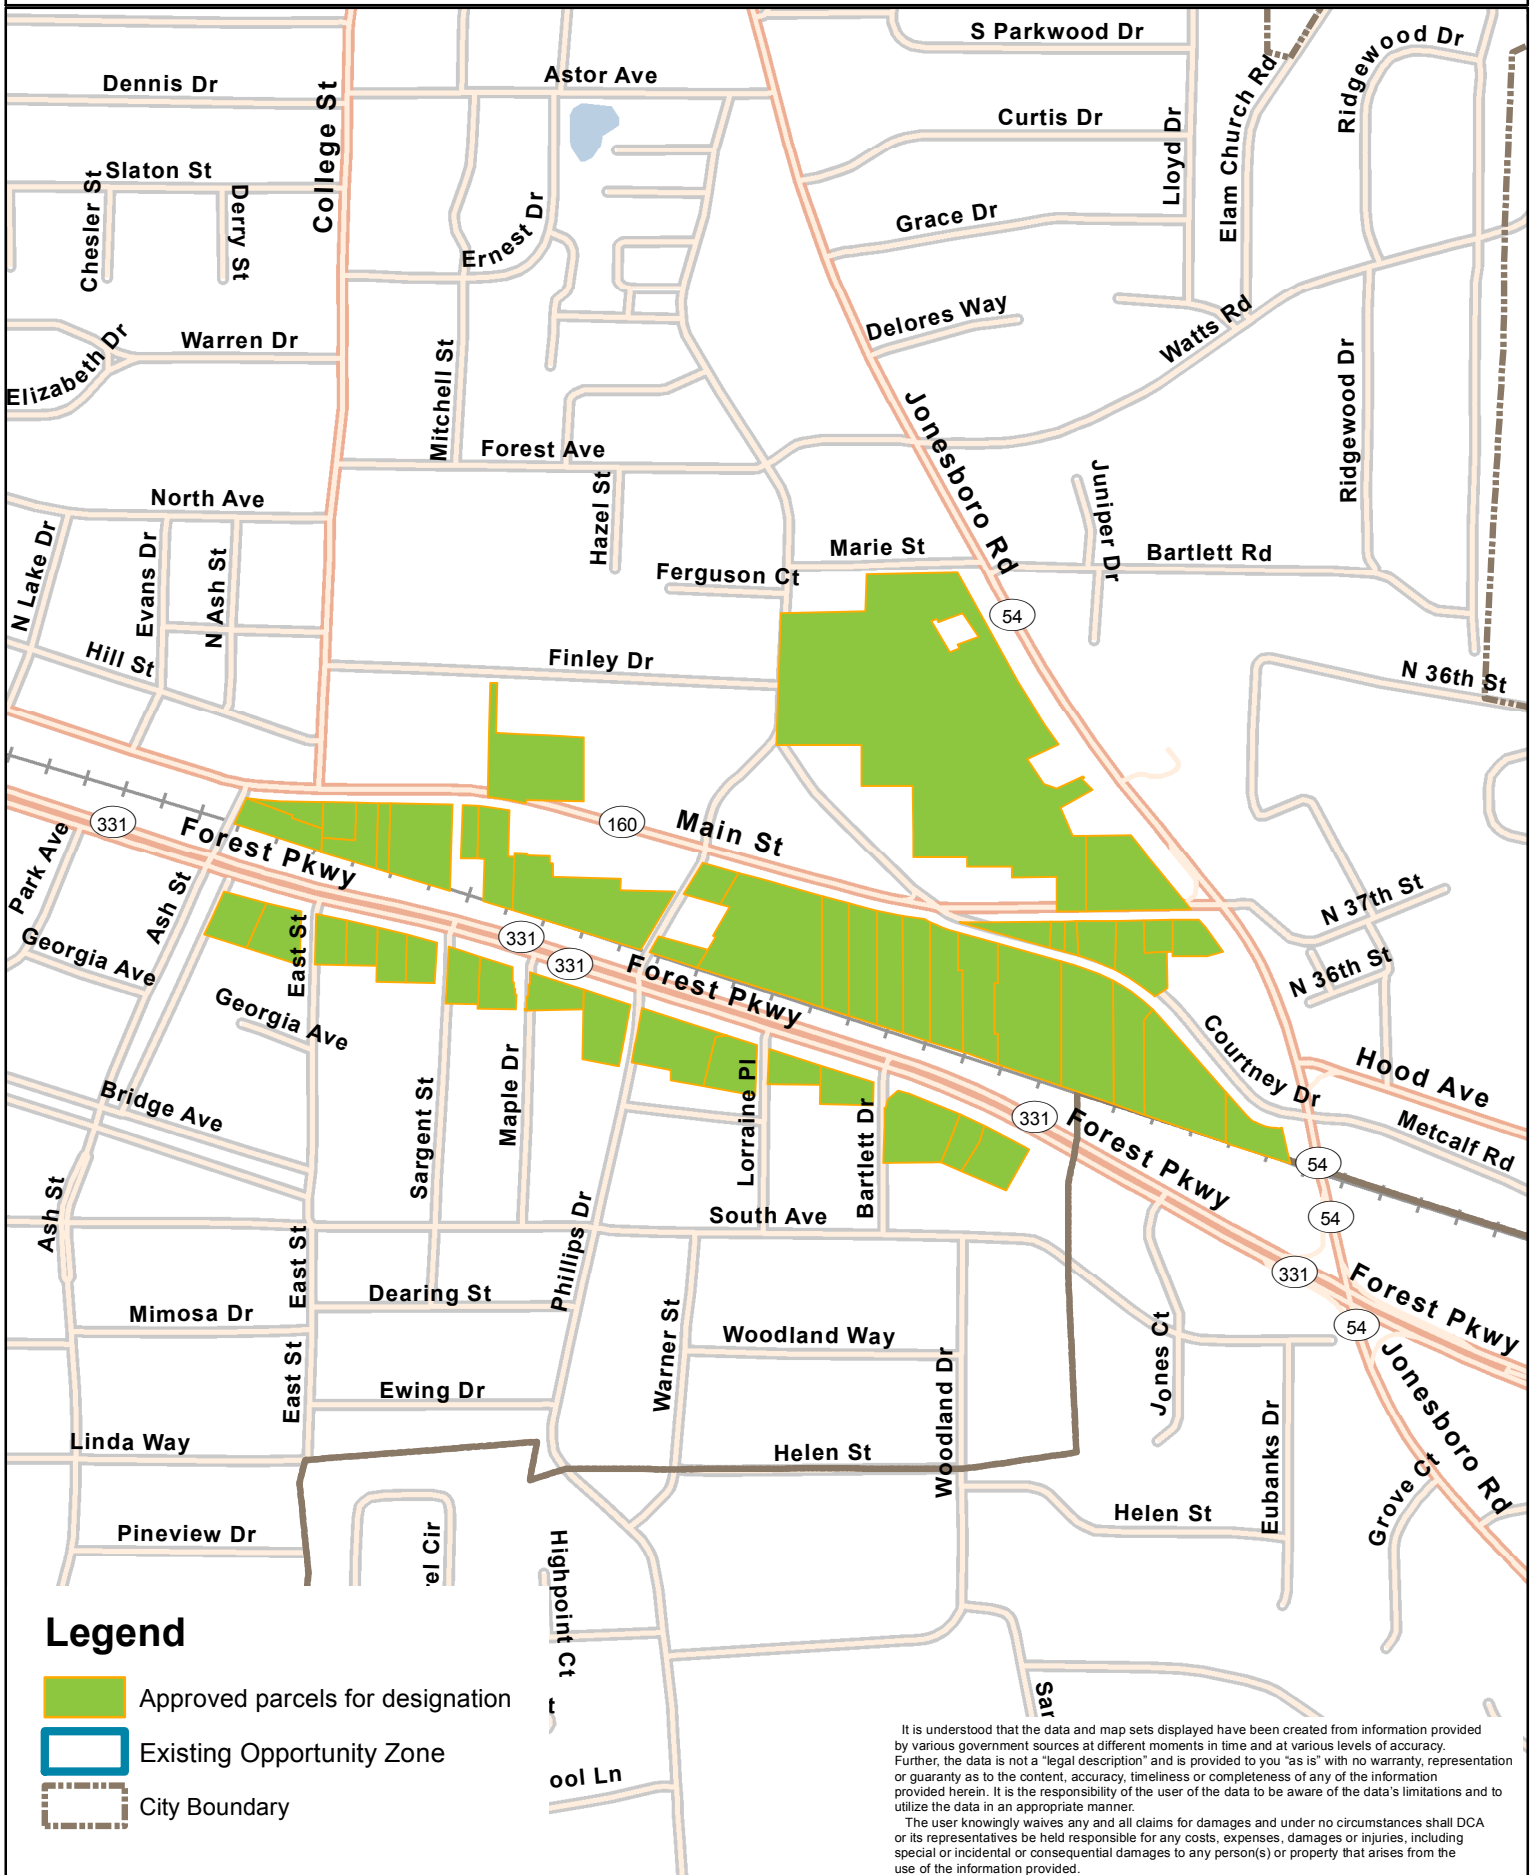 S Parkwood Dr
Ridgewood Dr
Dennis Dr
Astor Ave
College St
Curtis Dr
Lloyd Dr
Elam Church Rd
Slaton St
Chesler St
Derry St
Ernest Dr
Grace Dr
Delores Way
Watts Rd
Warren Dr
Elizabeth Dr
Mitchell St
Ridgewood Dr
Jonesboro Rd
Forest Ave
Hazel St
Juniper Dr
North Ave
N Lake Dr
Evans Dr
N Ash St
Marie St
Bartlett Rd
Ferguson Ct
54
Hill St
Finley Dr
N 36th St
331
Forest Pkwy
160
Main St
Park Ave
Ash St
N 37th St
Georgia Ave
East St
331
331
Forest Pkwy
N 36th St
Georgia Ave
Courtney Dr
Hood Ave
Bridge Ave
Sargent St
Maple Dr
Lorraine Pl
Bartlett Dr
331
Forest Pkwy
Metcalf Rd
54
Ash St
East St
Phillips Dr
South Ave
54
331
Forest Pkwy
Dearing St
Mimosa Dr
54
Warner St
Woodland Way
Jones Ct
Jonesboro Rd
East St
Ewing Dr
Woodland Dr
Eubanks Dr
Linda Way
Helen St
Grove Ct
Helen St
Pineview Dr
rel Cir
Highpoint Ct
Legend
Approved parcels for designation
t
Sar
Existing Opportunity Zone
ool Ln
City Boundary
It is understood that the data and map sets displayed have been created from information provided
by various government sources at different moments in time and at various levels of accuracy.
Further, the data is not a “legal description” and is provided to you “as is” with no warranty, representation
or guaranty as to the content, accuracy, timeliness or completeness of any of the information
provided herein. It is the responsibility of the user of the data to be aware of the data’s limitations and to
utilize the data in an appropriate manner.
The user knowingly waives any and all claims for damages and under no circumstances shall DCA
or its representatives be held responsible for any costs, expenses, damages or injuries, including
special or incidental or consequential damages to any person(s) or property that arises from the
use of the information provided.